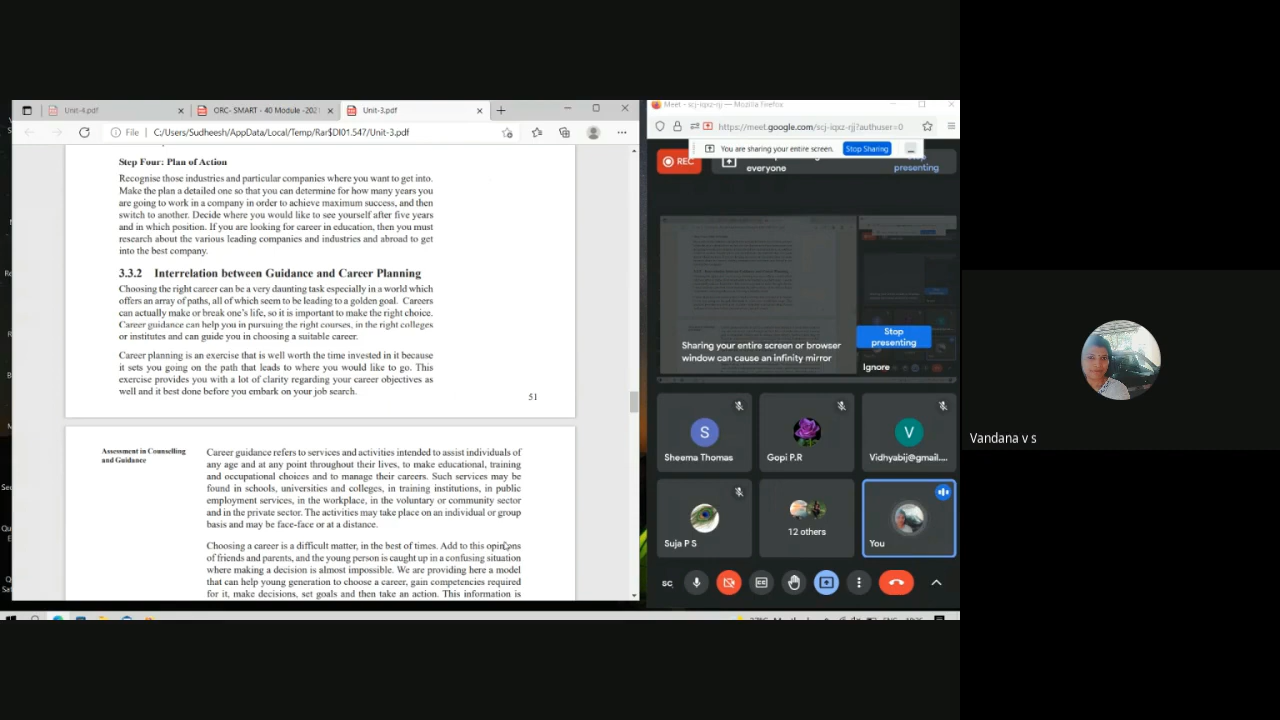 Unit-4.pdf
ORC- SMART - 40 Module -2021
Unit-3.pdf
File
C:/Users/Sudheesh/AppData/Local/Temp/Rar$DI01.547/Unit-3.pdf
Step Four: Plan of Action
Recognise those industries and particular companies where you want to get into.
Make the plan a detailed one so that you can determine for how many years you
are going to work in a company in order to achieve maximum success, and then
switch to another. Decide where you would like to see yourself after five years
and in which position. If you are looking for career in education, then you must
research about the various leading companies and industries and abroad to get
into the best company.
3.3.2 Interrelation between Guidance and Career Planning
Choosing the right career can be a very daunting task especially in a world which
offers an array of paths, all of which seem to be leading to a golden goal. Careers
can actually make or break one's life, so it is important to make the right choice.
Career guidance can help you in pursuing the right courses, in the right colleges
or institutes and can guide you in choosing a suitable career.
Career planning is an exercise that is well worth the time invested in it because
it sets you going on the path that leads to where you would like to go. This
exercise provides you with a lot of clarity regarding your career objectives as
well and it best done before you embark on your job search.
51
Assessment in Counselling
and Guidance
Career guidance refers to services and activities intended to assist individuals of
any age and at any point throughout their lives, to make educational, training
and occupational choices and to manage their careers. Such services may be
found in schools, universities and colleges, in training institutions, in public
employment services, in the workplace, in the voluntary or community sector
and in the private sector. The activities may take place on an individual or group
basis and may be face-face or at a distance.
Choosing a career is a difficult matter, in the best of times. Add to this opinions
of friends and parents, and the young person is caught up in a confusing situation
where making a decision is almost impossible. We are providing here a model
that can help young generation to choose a career, gain competencies required
for it, make decisions, set goals and then take an action. This information is
Meet - scj-iqxz-rjj — Mozilla Firefox
https://meet.google.com/scj-iqxz-rjj?authuser=0
You are sharing your entire screen.
Stop Sharing
REC
everyone
presenting
Sharing your entire screen or browser
window can cause an infinity mirror
Stop
presenting
Ignore
S
Sheema Thomas
Gopi P.R
V
Vidhyabij@gmail....
Suja P S
12 others
You
sc
Vandana v s